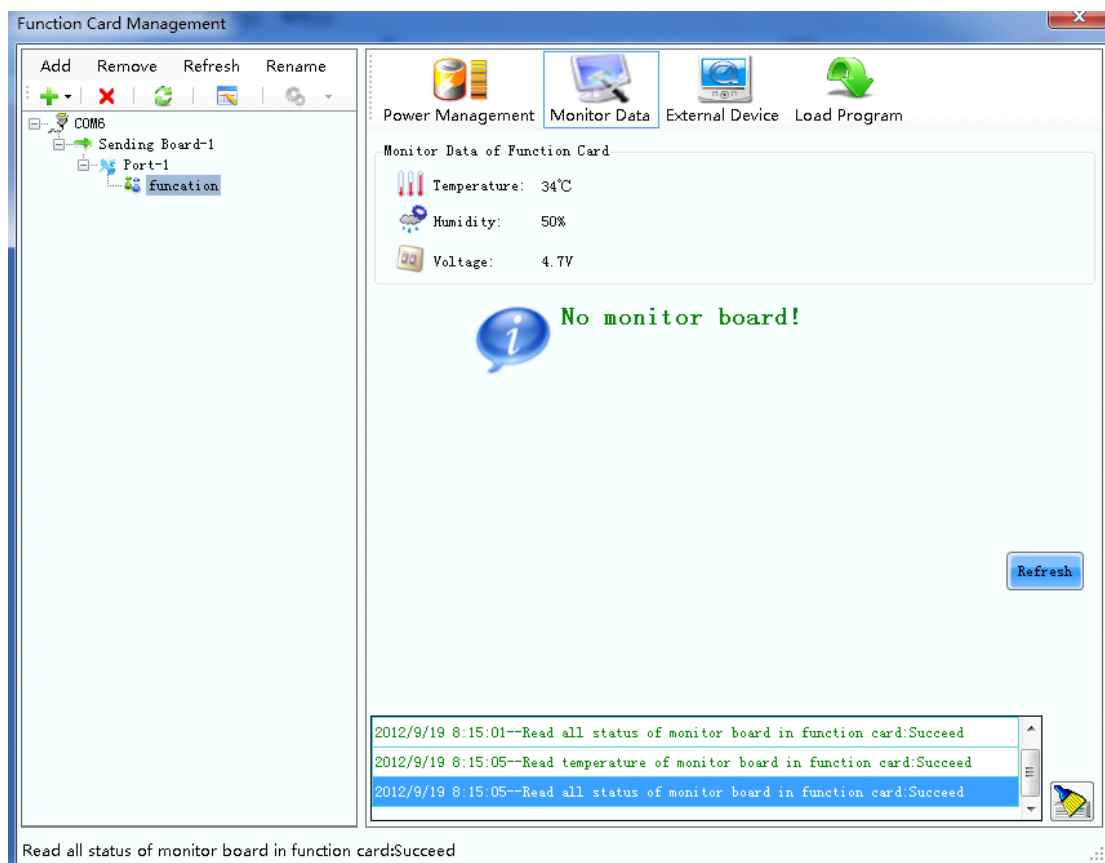 Function Card Management
Add Remove Refresh Rename
COM6
Sending Board-1
Port-1
funcation
Power Management Monitor Data External Device Load Program
Monitor Data of Function Card
Temperature: 34℃
Humidity: 50%
Voltage: 4.7V
No monitor board!
Refresh
2012/9/19 8:15:01--Read all status of monitor board in function card:Succeed
2012/9/19 8:15:05--Read temperature of monitor board in function card:Succeed
2012/9/19 8:15:05--Read all status of monitor board in function card:Succeed
Read all status of monitor board in function card:Succeed